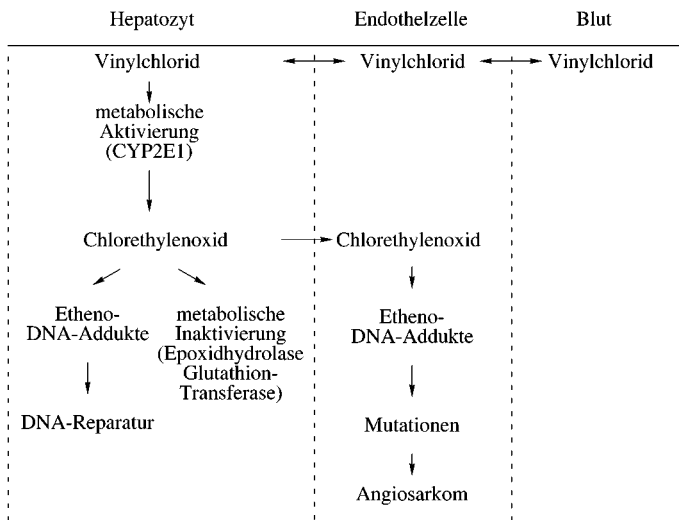 Hepatozyt Endothelzelle Blut
Vinylchlorid Vinylchlorid Vinylchlorid
metabolische
Aktivierung
(CYP2E1)
Chlorethylenoxid Chlorethylenoxid
Etheno-
DNA-Addukte
metabolische
Inaktivierung
(Epoxidhydrolase
Glutathion-
Transferase)
Etheno-
DNA-Addukte
DNA-Reparatur
Mutationen
Angiosarkom